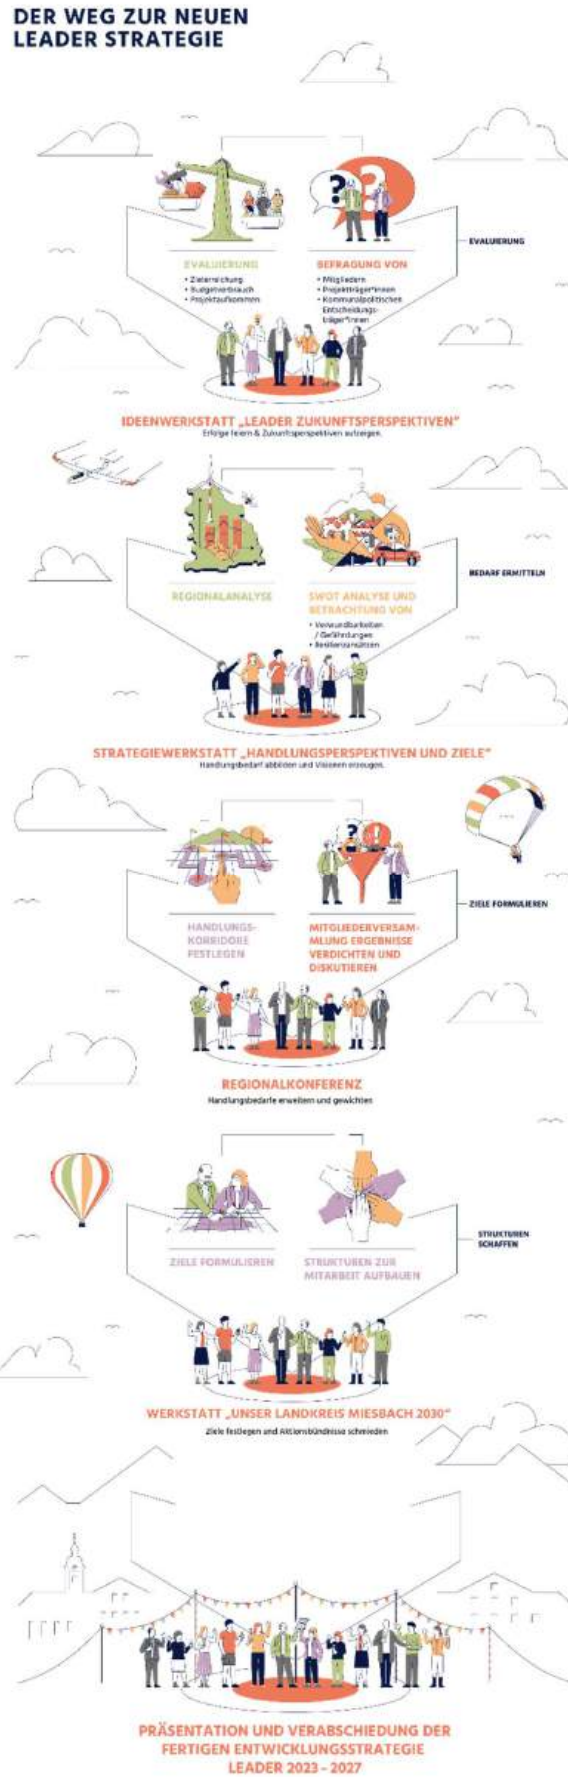 DER WEG ZUR NEUEN
LEADER STRATEGIE
EVALUIERUNG
• Zielerreichung
• Budgetverbrauch
• Projektaufkommen
BEFRAGUNG VON
• Mitgliedern
• Projektträger*innen
• Kommunalpolitischen
Entscheidungs-
träger*innen
EVALUIERUNG
IDEENWERKSTATT „LEADER ZUKUNFTSPERSPEKTIVEN"
Erfolge feiern & Zukunftsperspektiven aufzeigen.
REGIONALANALYSE
SWOT ANALYSE UND
BETRACHTUNG VON
• Verwundbarkeiten
/ Gefährdungen
• Resilienzansätzen
BEDARF ERMITTELN
STRATEGIEWERKSTATT „HANDLUNGSPERSPEKTIVEN UND ZIELE"
Handlungsbedarf abbilden und Visionen erzeugen.
HANDLUNGS-
KORRIDORE
FESTLEGEN
MITGLIEDERVERSAM-
MLUNG ERGEBNISSE
VERDICHTEN UND
DISKUTIEREN
ZIELE FORMULIEREN
REGIONALKONFERENZ
Handlungsbedarfe erweitern und gewichten
ZIELE FORMULIEREN
STRUKTUREN ZUR
MITARBEIT AUFBAUEN
STRUKTUREN
SCHAFFEN
WERKSTATT „UNSER LANDKREIS MIESBACH 2030"
Ziele festlegen und Aktionsbündnisse schmieden
PRÄSENTATION UND VERABSCHIEDUNG DER
FERTIGEN ENTWICKLUNGSSTRATEGIE
LEADER 2023 - 2027